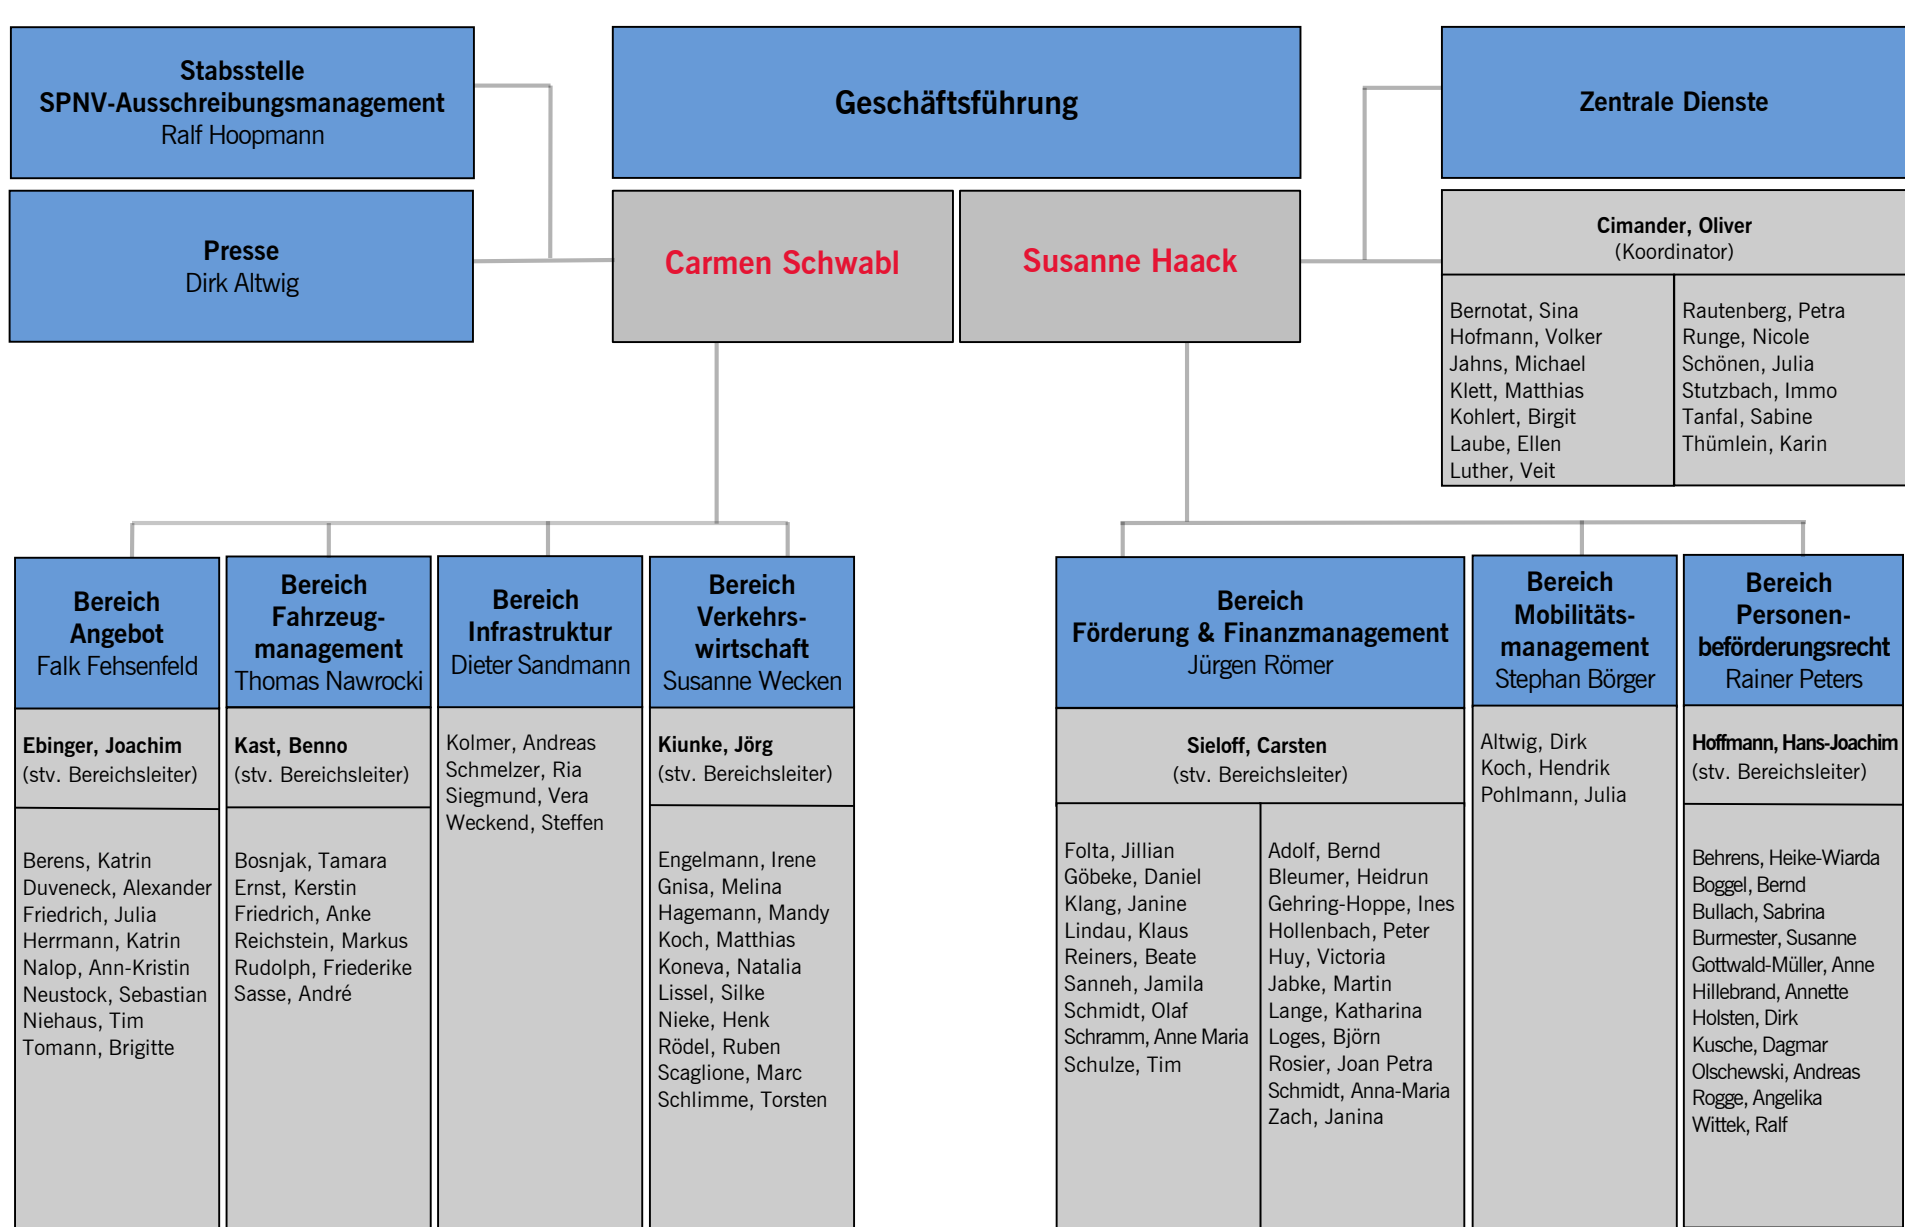 Stabsstelle
SPNV-Ausschreibungsmanagement
Ralf Hoopmann
Presse
Dirk Altwig
Geschäftsführung
Carmen Schwabl
Susanne Haack
Zentrale Dienste
Cimander, Oliver
(Koordinator)
Bernotat, Sina
Hofmann, Volker
Jahns, Michael
Klett, Matthias
Kohlert, Birgit
Laube, Ellen
Luther, Veit
Rautenberg, Petra
Runge, Nicole
Schönen, Julia
Stutzbach, Immo
Tanfal, Sabine
Thümlein, Karin
Bereich
Angebot
Falk Fehsenfeld
Ebinger, Joachim
(stv. Bereichsleiter)
Berens, Katrin
Duveneck, Alexander
Friedrich, Julia
Herrmann, Katrin
Nalop, Ann-Kristin
Neustock, Sebastian
Niehaus, Tim
Tomann, Brigitte
Bereich
Fahrzeug-
management
Thomas Nawrocki
Kast, Benno
(stv. Bereichsleiter)
Bosnjak, Tamara
Ernst, Kerstin
Friedrich, Anke
Reichstein, Markus
Rudolph, Friederike
Sasse, André
Bereich
Infrastruktur
Dieter Sandmann
Kolmer, Andreas
Schmelzer, Ria
Siegmund, Vera
Weckend, Steffen
Bereich
Verkehrs-
wirtschaft
Susanne Wecken
Kiunke, Jörg
(stv. Bereichsleiter)
Engelmann, Irene
Gnisa, Melina
Hagemann, Mandy
Koch, Matthias
Koneva, Natalia
Lissel, Silke
Nieke, Henk
Rödel, Ruben
Scaglione, Marc
Schlimme, Torsten
Bereich
Förderung & Finanzmanagement
Jürgen Römer
Sieloff, Carsten
(stv. Bereichsleiter)
Folta, Jillian
Göbeke, Daniel
Klang, Janine
Lindau, Klaus
Reiners, Beate
Sanneh, Jamila
Schmidt, Olaf
Schramm, Anne Maria
Schulze, Tim
Adolf, Bernd
Bleumer, Heidrun
Gehring-Hoppe, Ines
Hollenbach, Peter
Huy, Victoria
Jabke, Martin
Lange, Katharina
Loges, Björn
Rosier, Joan Petra
Schmidt, Anna-Maria
Zach, Janina
Bereich
Mobilitäts-
management
Stephan Börger
Altwig, Dirk
Koch, Hendrik
Pohlmann, Julia
Bereich
Personen-
beförderungsrecht
Rainer Peters
Hoffmann, Hans-Joachim
(stv. Bereichsleiter)
Behrens, Heike-Wiarda
Boggel, Bernd
Bullach, Sabrina
Burmester, Susanne
Gottwald-Müller, Anne
Hillebrand, Annette
Holsten, Dirk
Kusche, Dagmar
Olschewski, Andreas
Rogge, Angelika
Wittek, Ralf